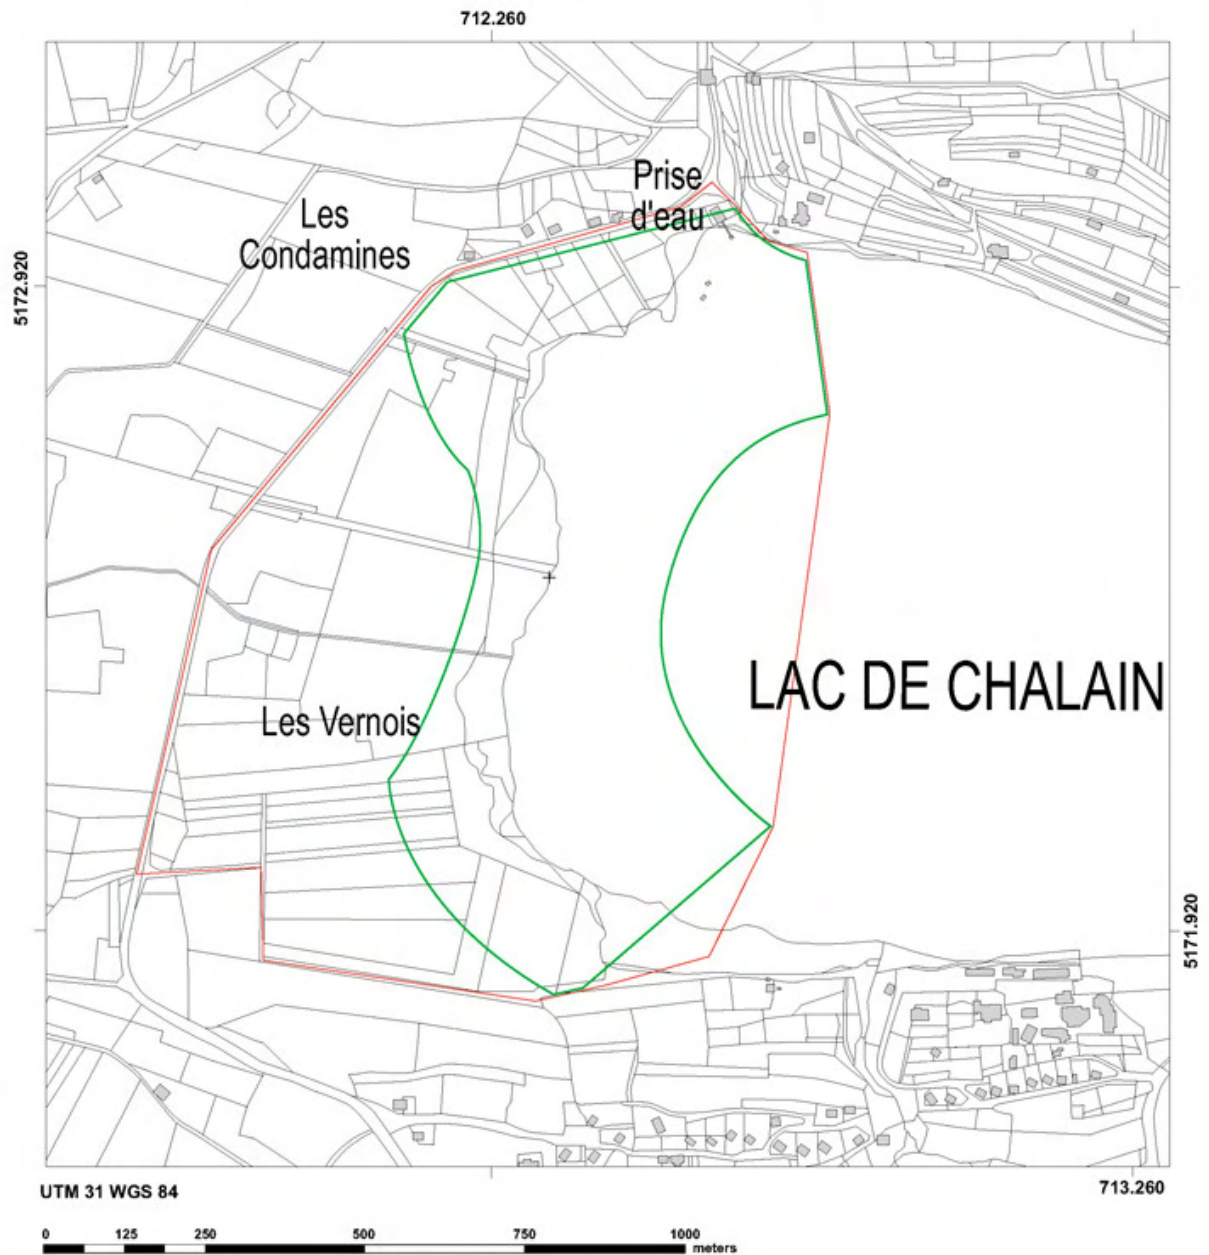 712.260
Prise
d'eau
Les
Condamines
5172.920
LAC DE CHALAIN
Les Vernois
5171.920
UTM 31 WGS 84
713.260
0 125 250 500 750 1000
meters